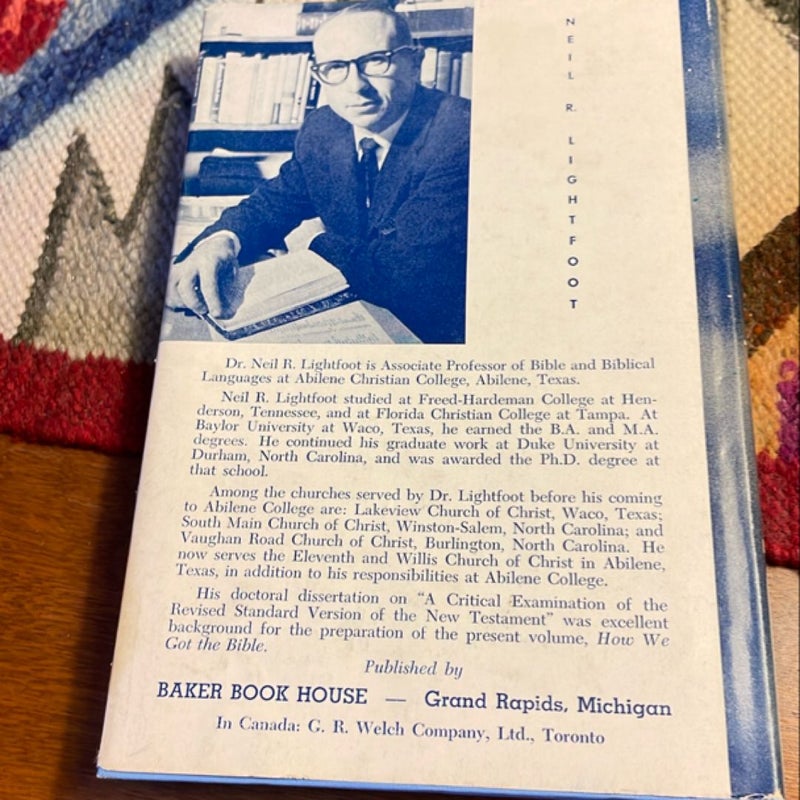 NEIL R. LIGHTFOOT
Dr. Neil R. Lightfoot is Associate Professor of Bible and Biblical
Languages at Abilene Christian College, Abilene, Texas.
Neil R. Lightfoot studied at Freed-Hardeman College at Hen-
derson, Tennessee, and at Florida Christian College at Tampa. At
Baylor University at Waco, Texas, he earned the B.A. and M.A.
degrees. He continued his graduate work at Duke University at
Durham, North Carolina, and was awarded the Ph.D. degree at
that school.
Among the churches served by Dr. Lightfoot before his coming
to Abilene College are: Lakeview Church of Christ, Waco, Texas;
South Main Church of Christ, Winston-Salem, North Carolina; and
Vaughan Road Church of Christ, Burlington, North Carolina. He
now serves the Eleventh and Willis Church of Christ in Abilene,
Texas, in addition to his responsibilities at Abilene College.
His doctoral dissertation on “A Critical Examination of the
Revised Standard Version of the New Testament” was excellent
background for the preparation of the present volume, How We
Got the Bible.
Published by
BAKER BOOK HOUSE — Grand Rapids, Michigan
In Canada: G. R. Welch Company, Ltd., Toronto